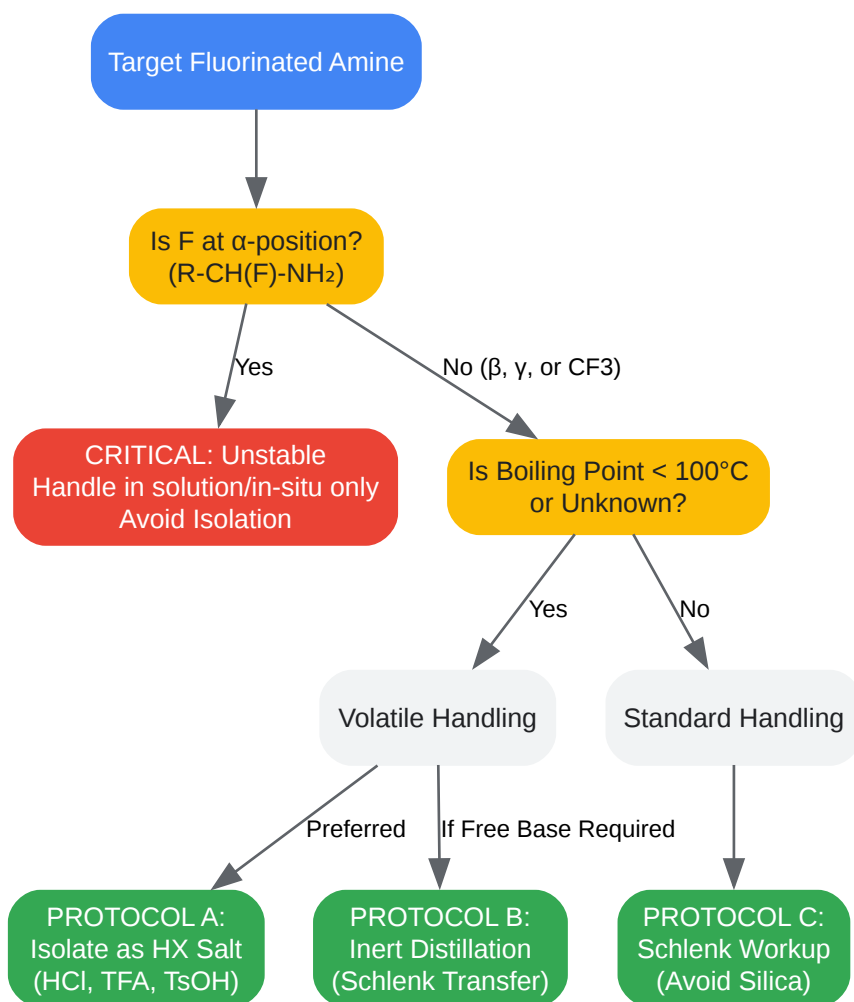 Target Fluorinated Amine
Is F at α-position?
(R-CH(F)-NH₂)
Yes
No (β, γ, or CF3)
CRITICAL: Unstable
Handle in solution/in-situ only
Avoid Isolation
Is Boiling Point < 100°C
or Unknown?
Yes
No
Volatile Handling
Standard Handling
Preferred
If Free Base Required
PROTOCOL A:
Isolate as HX Salt
(HCl, TFA, TsOH)
PROTOCOL B:
Inert Distillation
(Schlenk Transfer)
PROTOCOL C:
Schlenk Workup
(Avoid Silica)